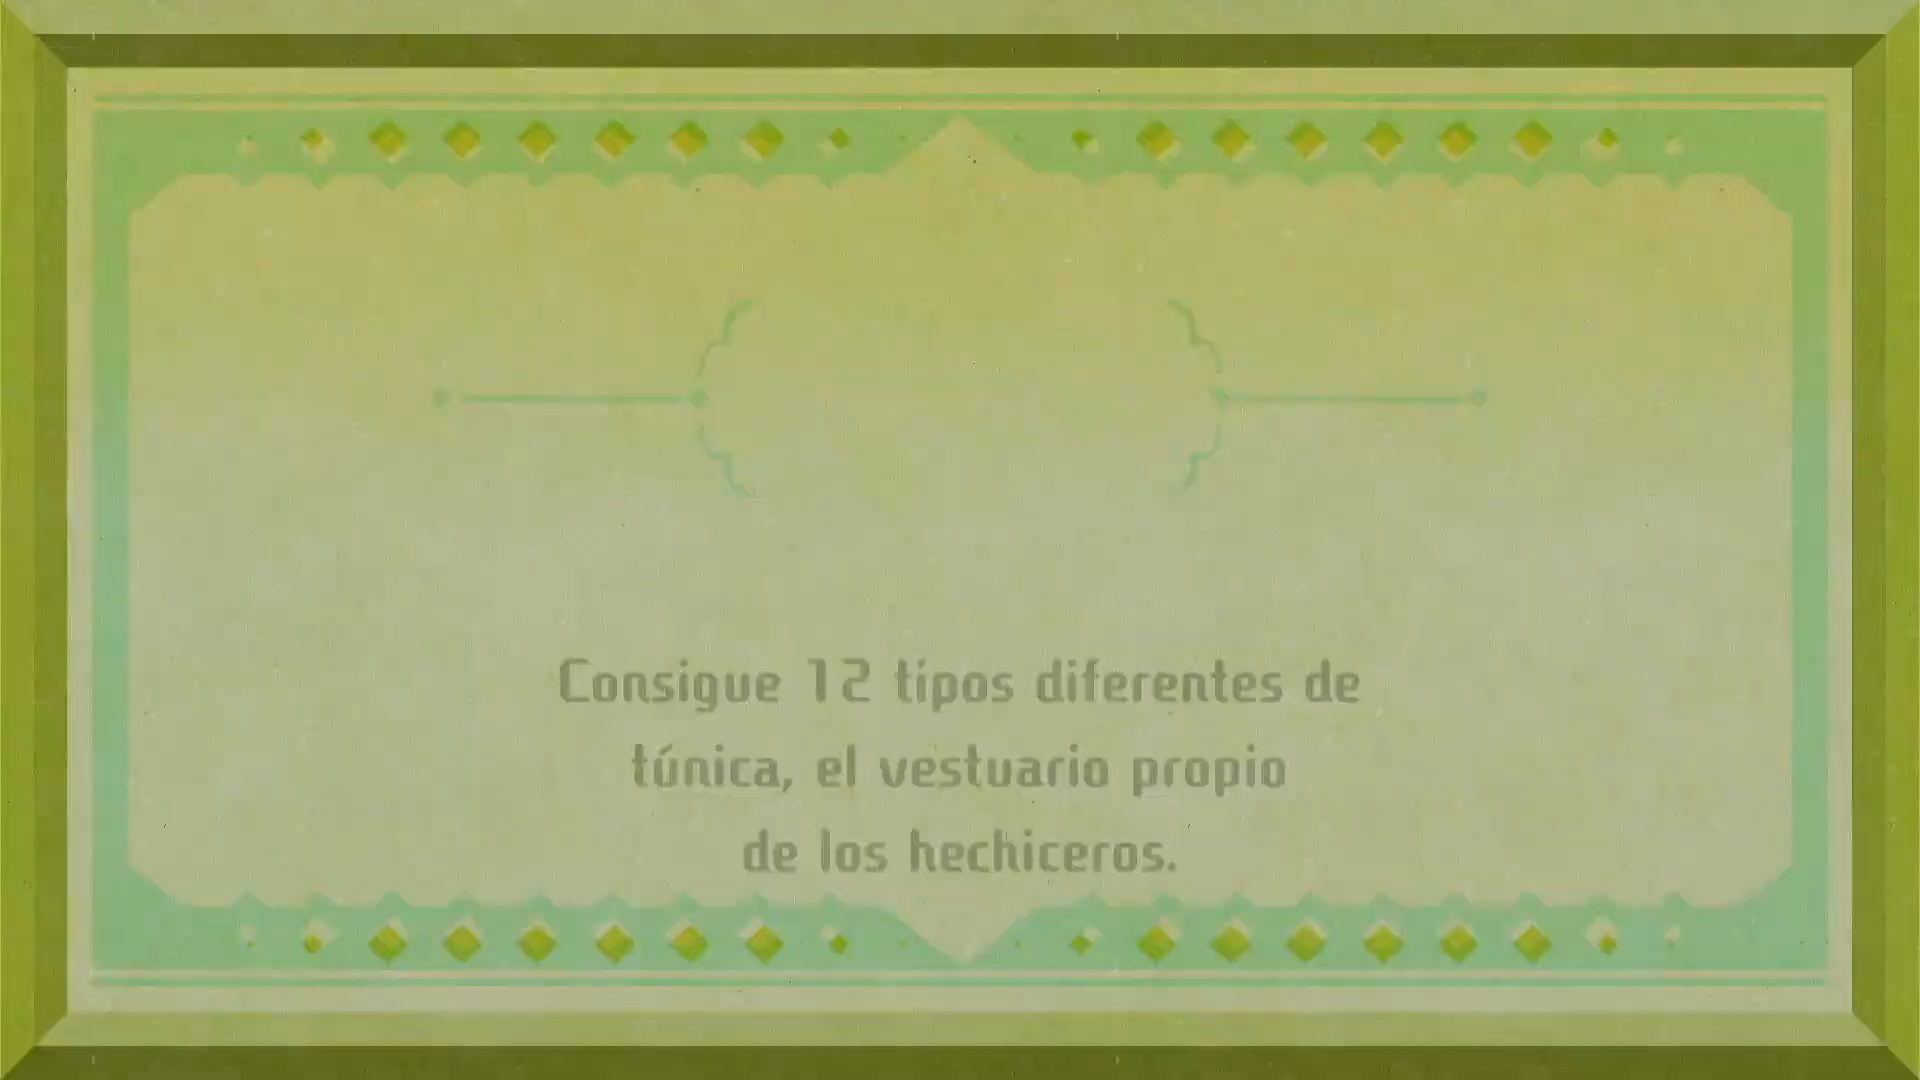 Consigue 12 tipos diferentes de
túnica, el vestuario propio
de los hechiceros.